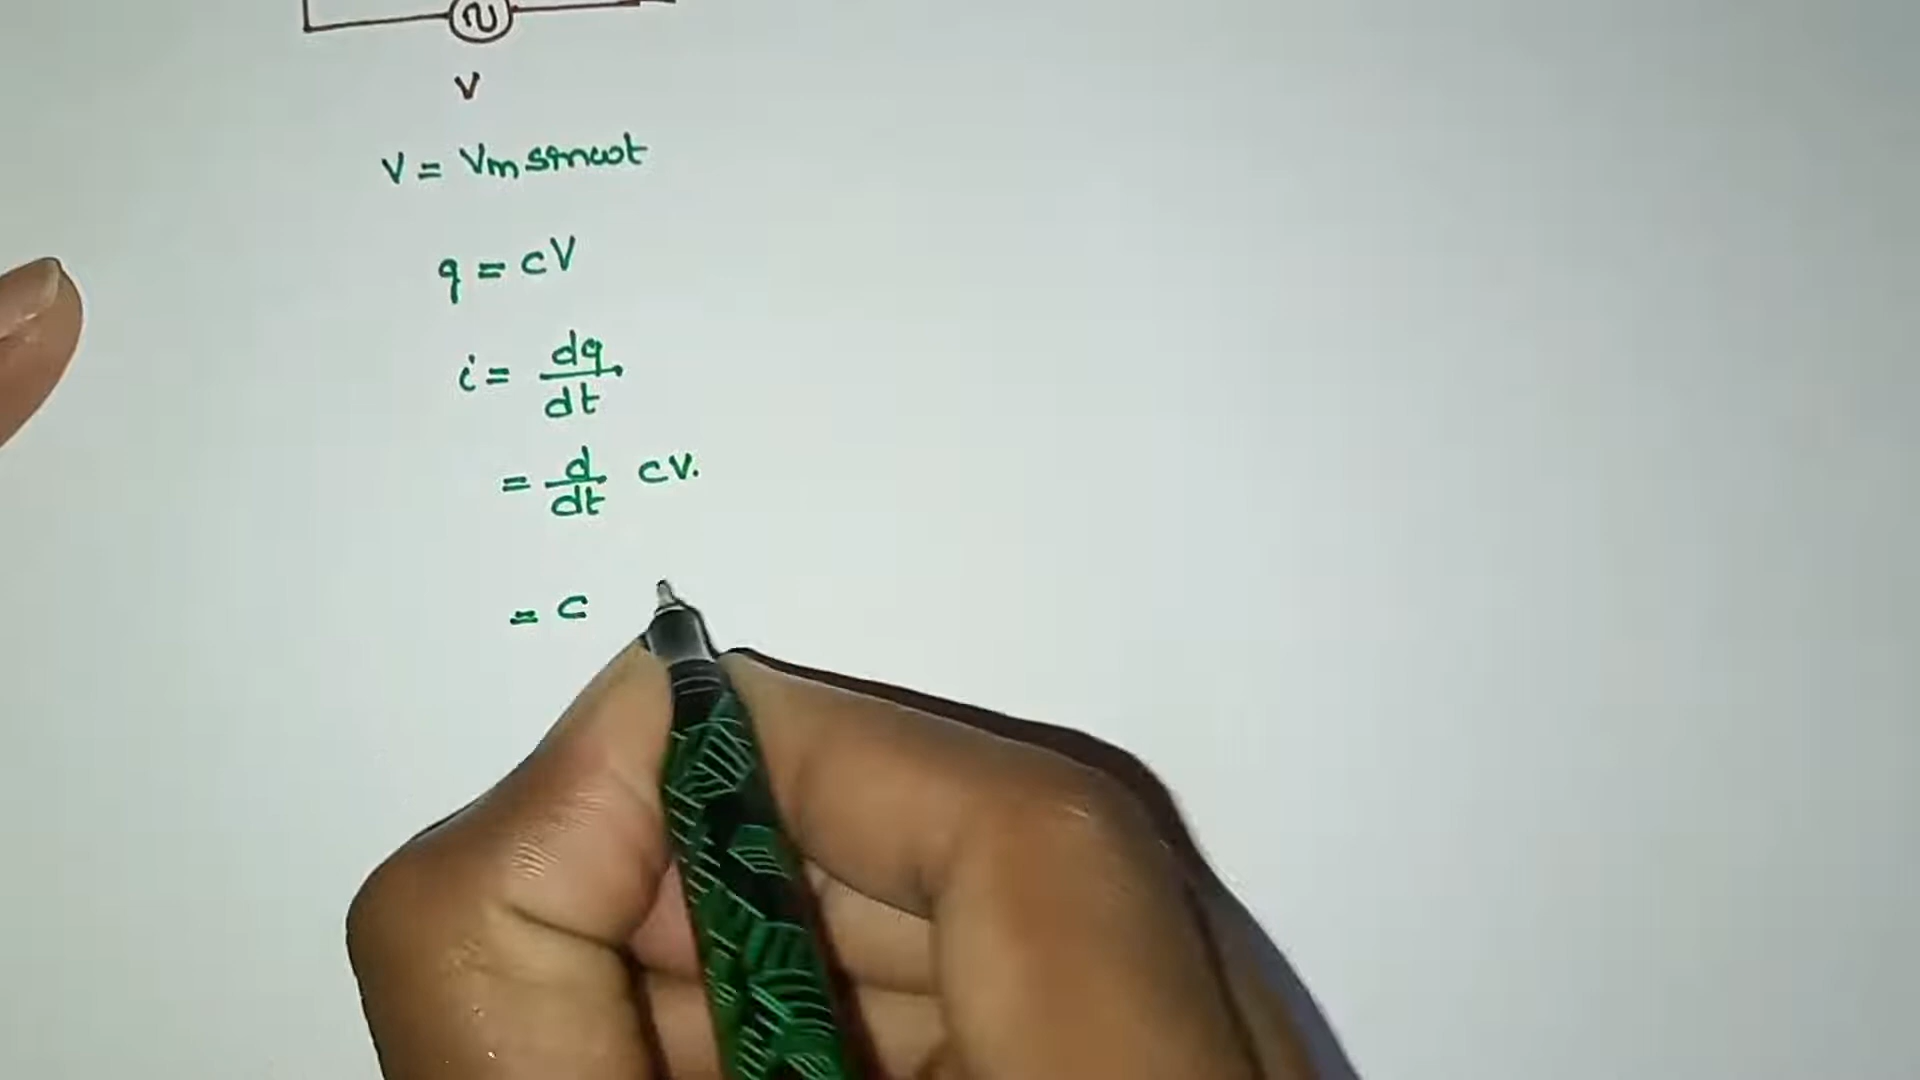 V
V = Vm sinωt
q = cV
i = dq/dt
= d/dt cv.
= c